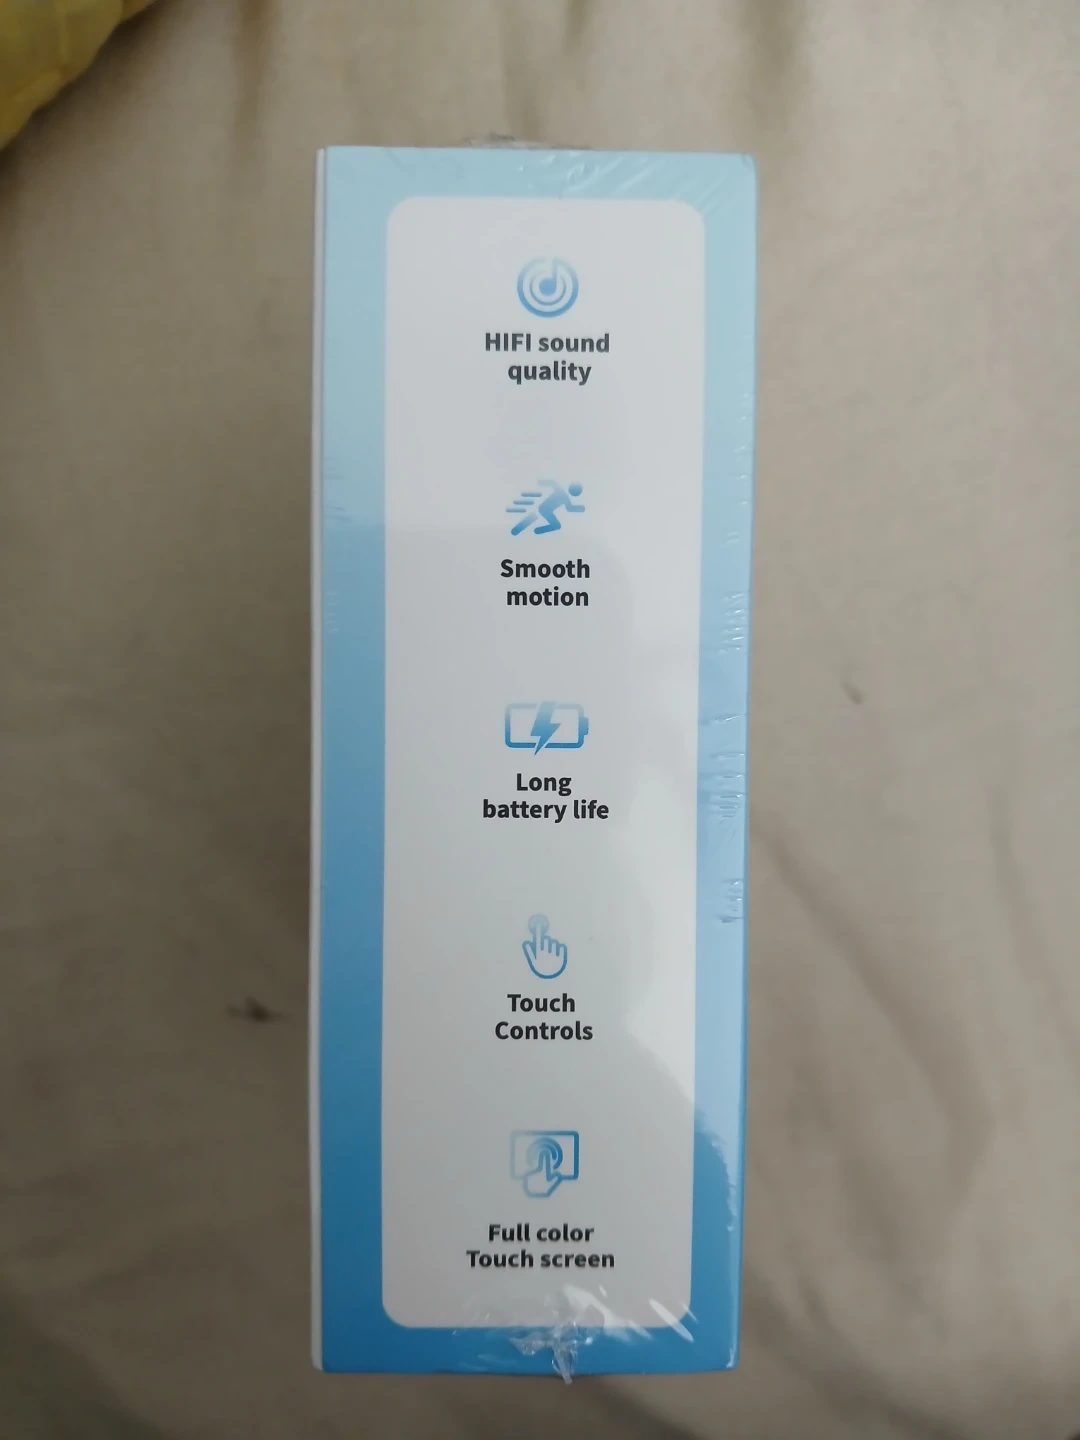 HIFI sound
quality
Smooth
motion
Long
battery life
Touch
Controls
Full color
Touch screen